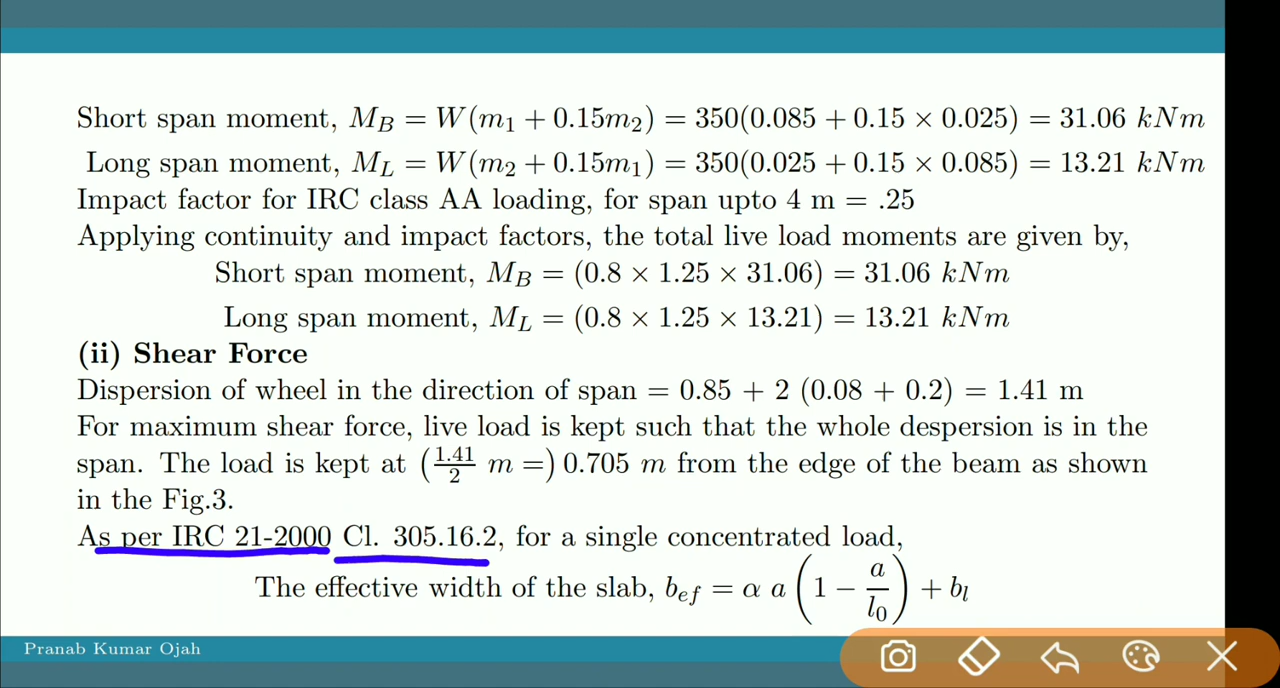 Short span moment, M_B = W(m_1 + 0.15m_2) = 350(0.085 + 0.15 × 0.025) = 31.06 kNm
Long span moment, M_L = W(m_2 + 0.15m_1) = 350(0.025 + 0.15 × 0.085) = 13.21 kNm
Impact factor for IRC class AA loading, for span upto 4 m = .25
Applying continuity and impact factors, the total live load moments are given by,
Short span moment, M_B = (0.8 × 1.25 × 31.06) = 31.06 kNm
Long span moment, M_L = (0.8 × 1.25 × 13.21) = 13.21 kNm
(ii) Shear Force
Dispersion of wheel in the direction of span = 0.85 + 2 (0.08 + 0.2) = 1.41 m
For maximum shear force, live load is kept such that the whole despersion is in the
span. The load is kept at (1.41/2 m =) 0.705 m from the edge of the beam as shown
in the Fig.3.
As per IRC 21-2000 Cl. 305.16.2, for a single concentrated load,
The effective width of the slab, b_ef = α a (1 − a/l_0) + b_l
Pranab Kumar Ojah